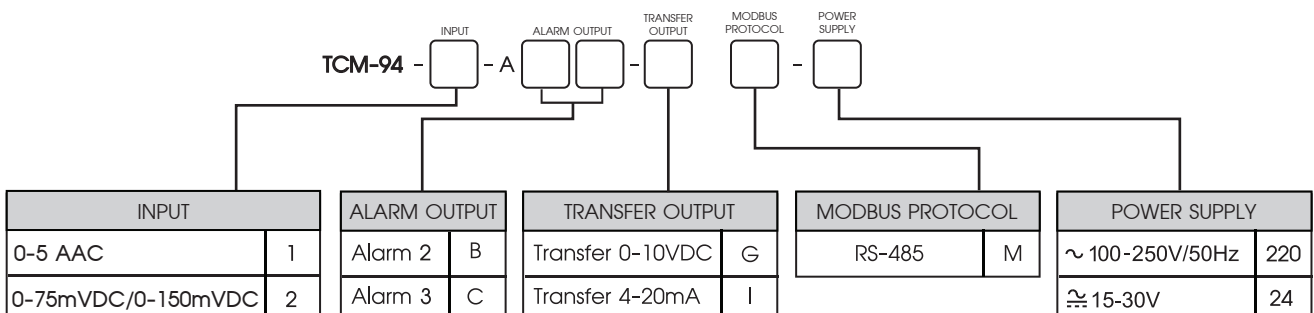 INPUT
ALARM OUTPUT
TRANSFER
OUTPUT
MODBUS
PROTOCOL
POWER
SUPPLY
TCM-94 - - A - -
INPUT
0-5 AAC 1
0-75mVDC/0-150mVDC 2
ALARM OUTPUT
Alarm 2 B
Alarm 3 C
TRANSFER OUTPUT
Transfer 0-10VDC G
Transfer 4-20mA I
MODBUS PROTOCOL
RS-485 M
POWER SUPPLY
~ 100-250V/50Hz 220
≅ 15-30V 24